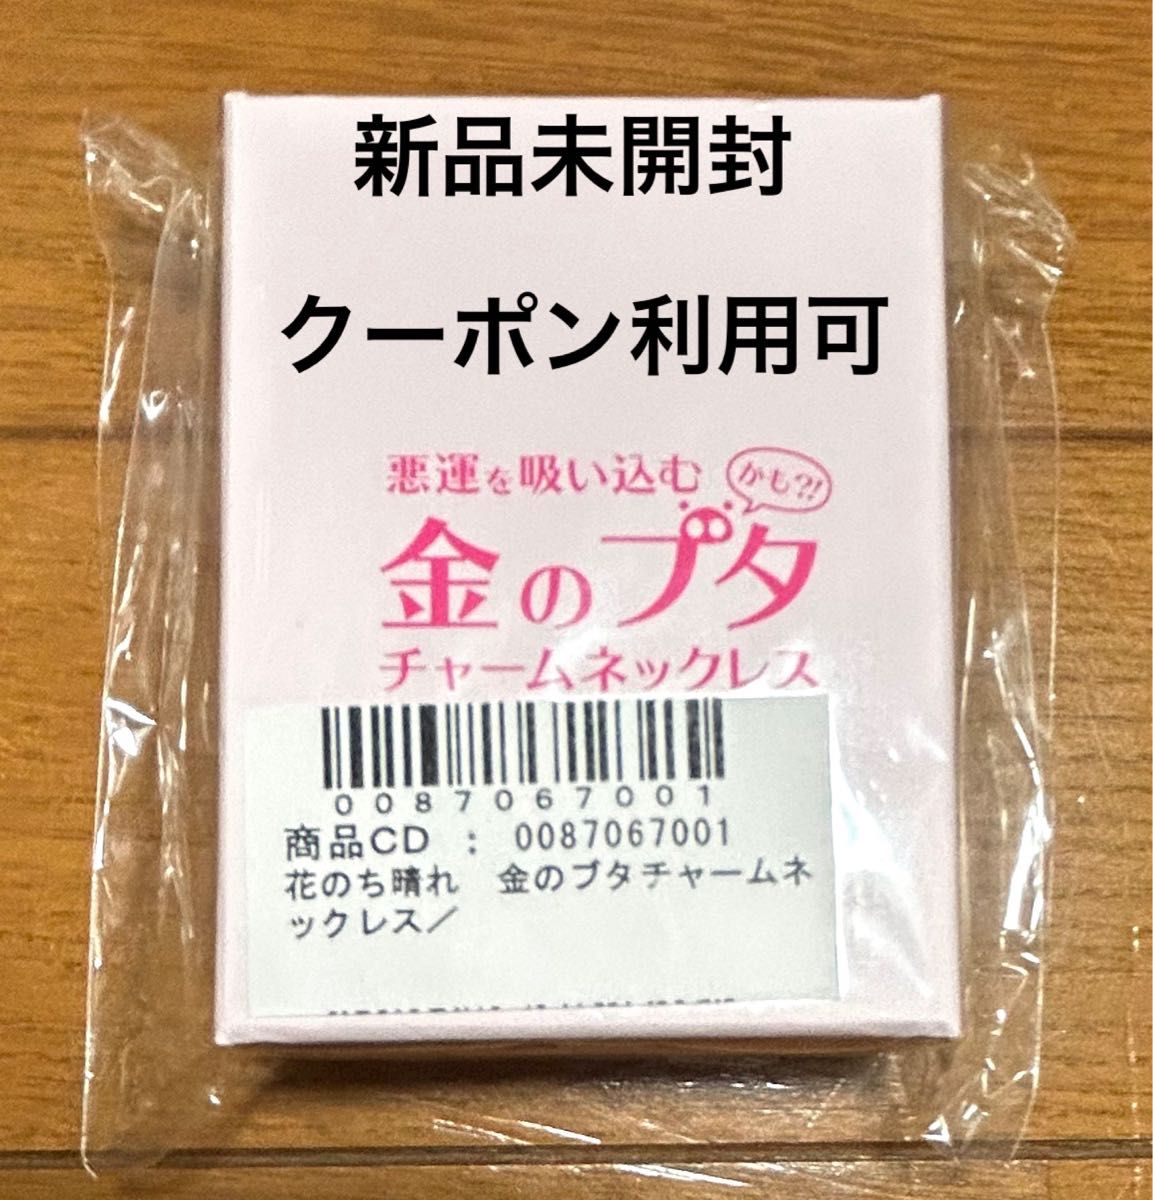 新品未開封
クーポン利用可
悪運を吸い込む
かも?!
金のブタ
チャームネックレス
0087067001
商品CD : 0087067001
花のち晴れ 金のブタチャームネ
ックレス／